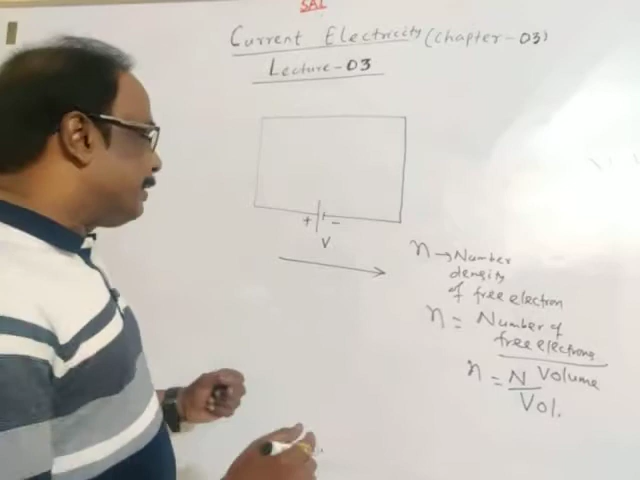 SAI
Current Electricity (Chapter-03)
Lecture-03
+ -
V
n → Number
density
of free electron
n = Number of
free electrons
Volume
n = N
Vol.